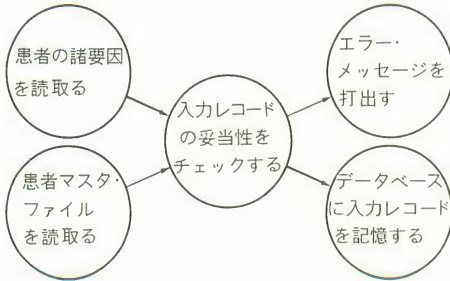 患者の諸要因
を読取る
患者マスタ・
ファイル
を読取る
入力レコード
の妥当性を
チェックする
エラー・
メッセージを
打出す
データベース
に入力レコード
を記憶する